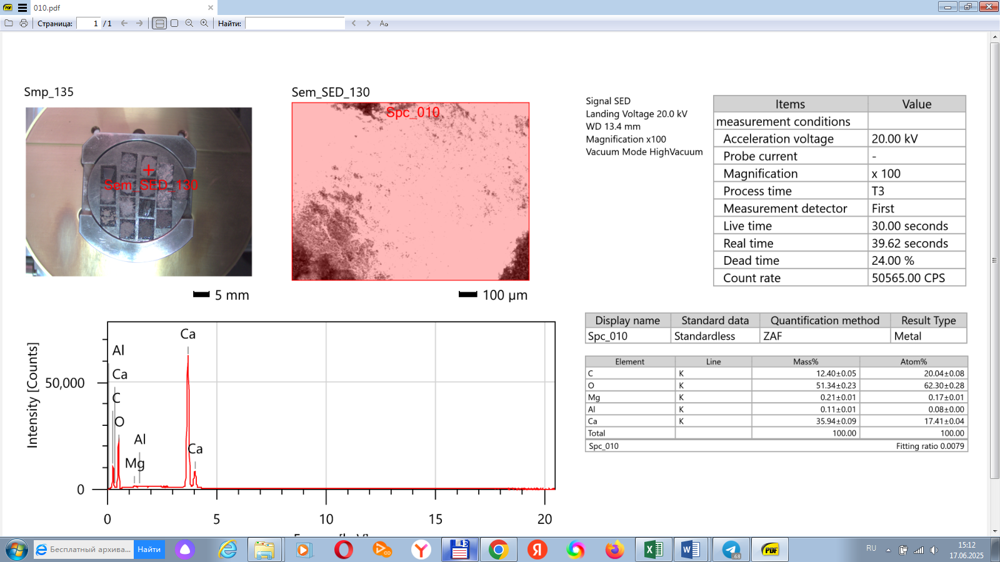 010.pdf
Страница: 1 / 1 Найти: Aa
Smp_135
Sem_SED_130
Sem_SED_130
5 mm
Spc_010
100 µm
Signal SED
Landing Voltage 20.0 kV
WD 13.4 mm
Magnification x100
Vacuum Mode HighVacuum
Items Value
measurement conditions
Acceleration voltage 20.00 kV
Probe current -
Magnification x 100
Process time T3
Measurement detector First
Live time 30.00 seconds
Real time 39.62 seconds
Dead time 24.00 %
Count rate 50565.00 CPS
Intensity [Counts]
50,000
0
Al
Ca
C
O
Al
Mg
Ca
Ca
0 5 10 15 20
Display name Standard data Quantification method Result Type
Spc_010 Standardless ZAF Metal
Element Line Mass% Atom%
C K 12.40±0.05 20.04±0.08
O K 51.34±0.23 62.30±0.28
Mg K 0.21±0.01 0.17±0.01
Al K 0.11±0.01 0.08±0.00
Ca K 35.94±0.09 17.41±0.04
Total 100.00 100.00
Spc_010 Fitting ratio 0.0079
Бесплатный архива... Найти
PDF
68
RU
15:12
17.06.2025